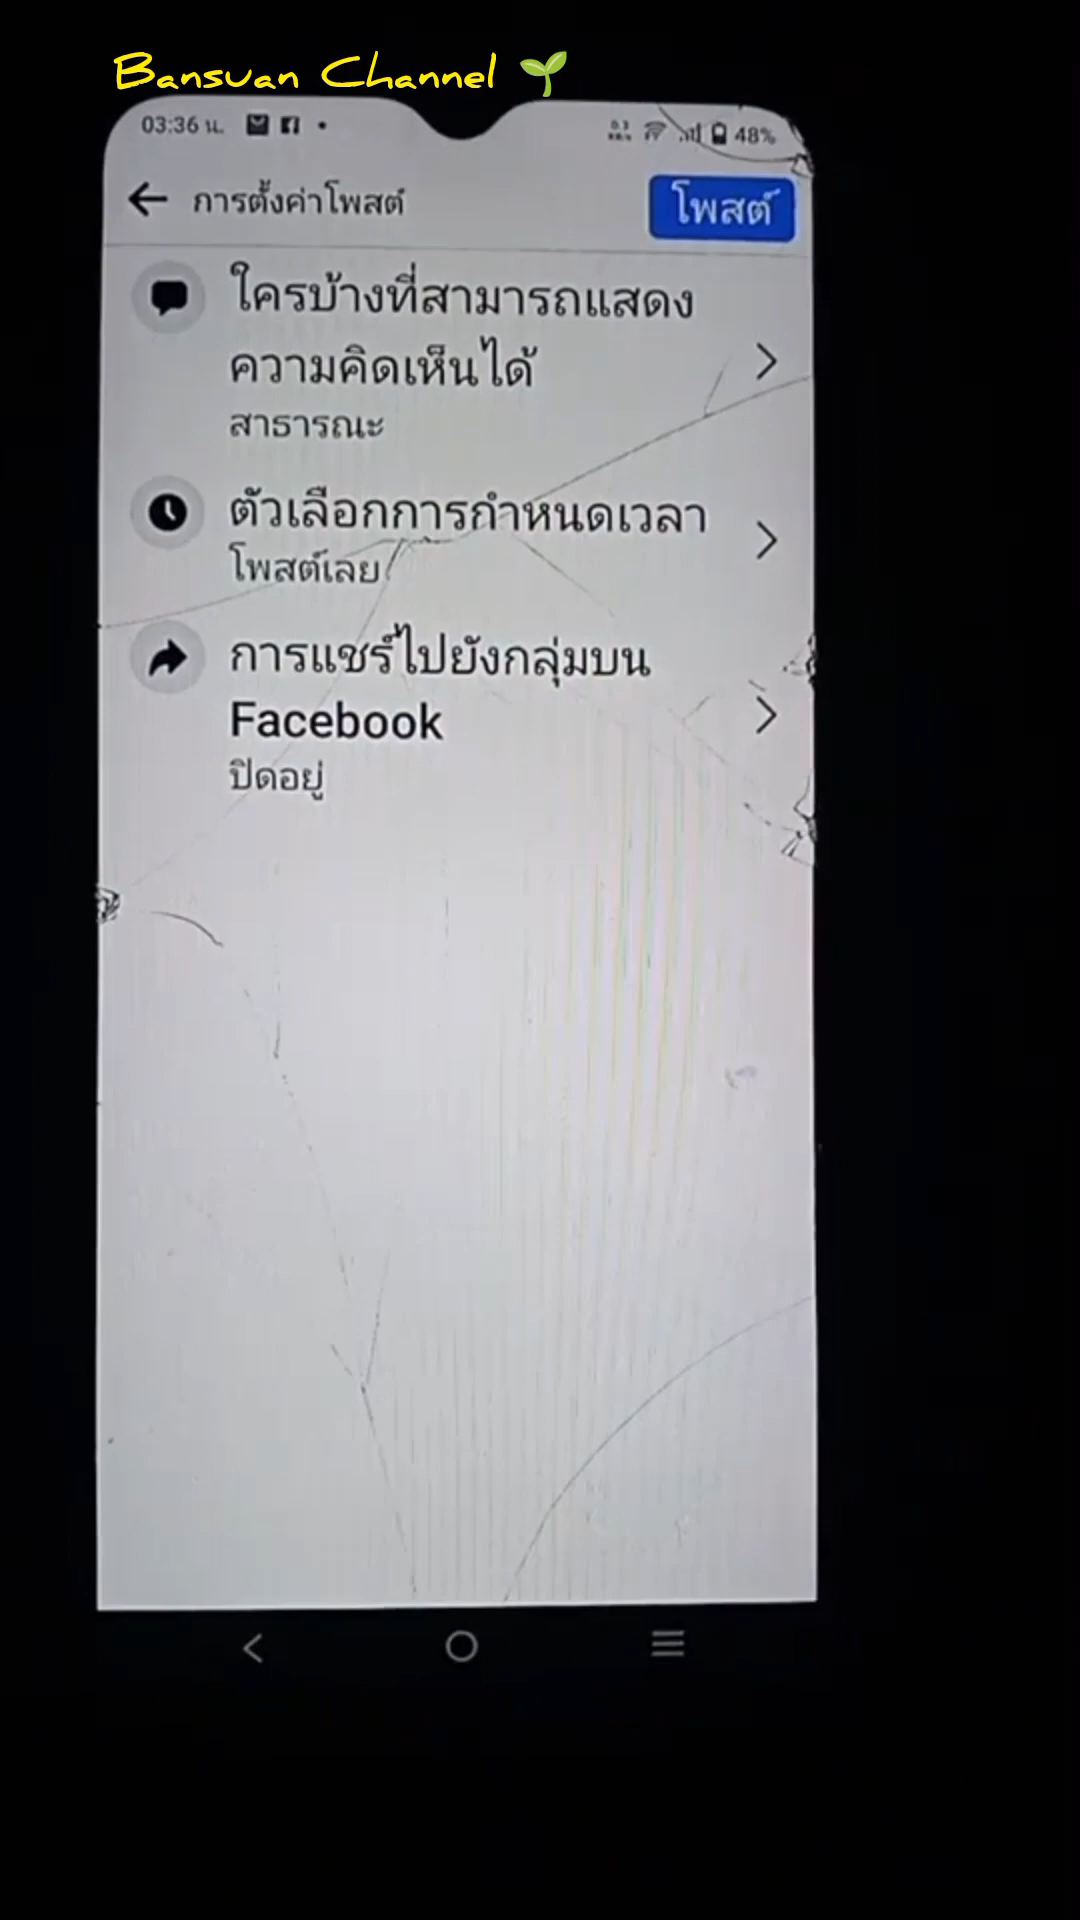 Bansuan Channel 🌱
03:36 น. 48%
การตั้งค่าโพสต์
โพสต์
ใครบ้างที่สามารถแสดง
ความคิดเห็นได้
สาธารณะ
ตัวเลือกการกำหนดเวลา
โพสต์เลย
การแชร์ไปยังกลุ่มบน
Facebook
ปิดอยู่